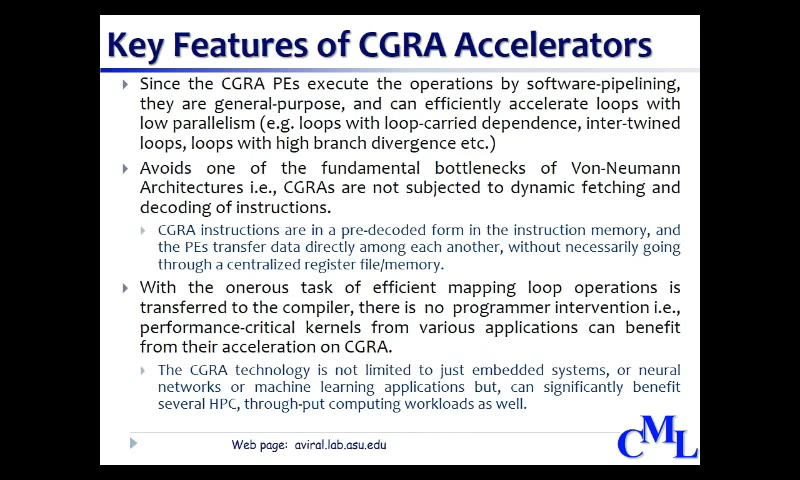 Key Features of CGRA Accelerators
Since the CGRA PEs execute the operations by software-pipelining,
they are general-purpose, and can efficiently accelerate loops with
low parallelism (e.g. loops with loop-carried dependence, inter-twined
loops, loops with high branch divergence etc.)
Avoids one of the fundamental bottlenecks of Von-Neumann
Architectures i.e., CGRAs are not subjected to dynamic fetching and
decoding of instructions.
CGRA instructions are in a pre-decoded form in the instruction memory, and
the PEs transfer data directly among each another, without necessarily going
through a centralized register file/memory.
With the onerous task of efficient mapping loop operations is
transferred to the compiler, there is no programmer intervention i.e.,
performance-critical kernels from various applications can benefit
from their acceleration on CGRA.
The CGRA technology is not limited to just embedded systems, or neural
networks or machine learning applications but, can significantly benefit
several HPC, through-put computing workloads as well.
Web page: aviral.lab.asu.edu
CML